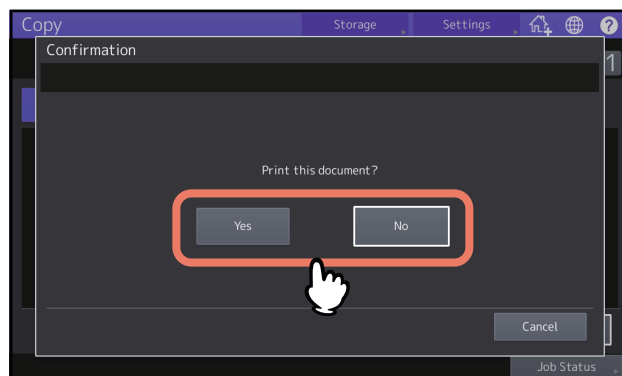 Copy
Storage
Settings
?
Confirmation
1
Print this document?
Yes
No
Cancel
Job Status